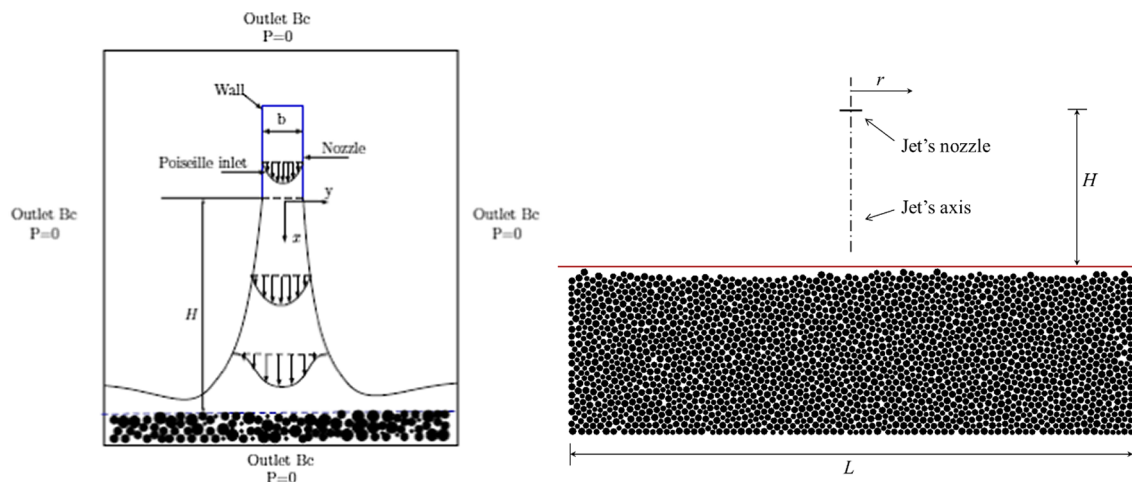 Outlet Bc
P=0
Wall
b
Nozzle
Poiseille inlet
y
x
Outlet Bc
P=0
Outlet Bc
P=0
H
Outlet Bc
P=0
r
Jet's nozzle
H
Jet's axis
L